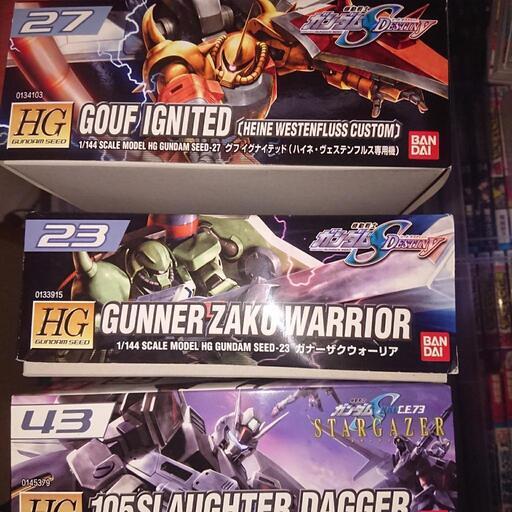 27
機動戦士
ガンダムSEED
DESTINY
0134103
HG
GUNDAM SEED
GOUF IGNITED [HEINE WESTENFLUSS CUSTOM]
1/144 SCALE MODEL HG GUNDAM SEED-27 グフイグナイテッド(ハイネ・ヴェステンフルス専用機)
BAN
DAI
23
機動戦士
ガンダムSEED
DESTINY
0133915
HG
GUNDAM SEED
GUNNER ZAKU WARRIOR
1/144 SCALE MODEL HG GUNDAM SEED-23 ガナーザクウォーリア
BAN
DAI
43
ガンダムSEED C.E.73
STARGAZER
0145379
HG
105SLAUGHTER DAGGER